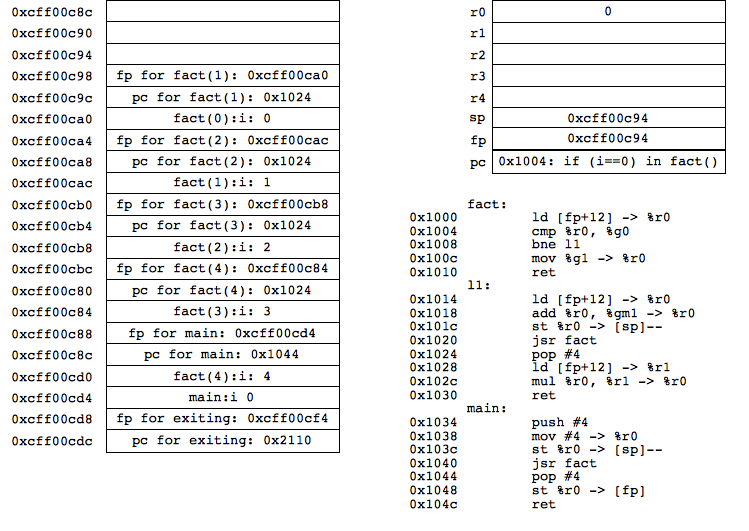 0xcff00c8c
0xcff00c90
0xcff00c94
0xcff00c98 fp for fact(1): 0xcff00ca0
0xcff00c9c pc for fact(1): 0x1024
0xcff00ca0 fact(0):i: 0
0xcff00ca4 fp for fact(2): 0xcff00cac
0xcff00ca8 pc for fact(2): 0x1024
0xcff00cac fact(1):i: 1
0xcff00cb0 fp for fact(3): 0xcff00cb8
0xcff00cb4 pc for fact(3): 0x1024
0xcff00cb8 fact(2):i: 2
0xcff00cbc fp for fact(4): 0xcff00c84
0xcff00c80 pc for fact(4): 0x1024
0xcff00c84 fact(3):i: 3
0xcff00c88 fp for main: 0xcff00cd4
0xcff00c8c pc for main: 0x1044
0xcff00cd0 fact(4):i: 4
0xcff00cd4 main:i 0
0xcff00cd8 fp for exiting: 0xcff00cf4
0xcff00cdc pc for exiting: 0x2110
r0 0
r1
r2
r3
r4
sp 0xcff00c94
fp 0xcff00c94
pc 0x1004: if (i==0) in fact()
fact:
0x1000 ld [fp+12] -> %r0
0x1004 cmp %r0, %g0
0x1008 bne l1
0x100c mov %g1 -> %r0
0x1010 ret
l1:
0x1014 ld [fp+12] -> %r0
0x1018 add %r0, %gm1 -> %r0
0x101c st %r0 -> [sp]--
0x1020 jsr fact
0x1024 pop #4
0x1028 ld [fp+12] -> %r1
0x102c mul %r0, %r1 -> %r0
0x1030 ret
main:
0x1034 push #4
0x1038 mov #4 -> %r0
0x103c st %r0 -> [sp]--
0x1040 jsr fact
0x1044 pop #4
0x1048 st %r0 -> [fp]
0x104c ret